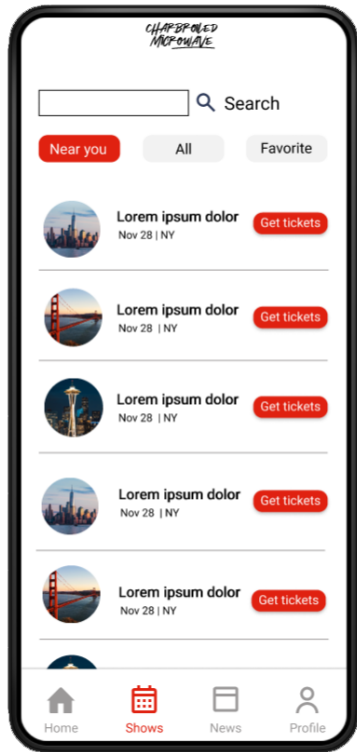 CHARBROILED
MICROWAVE
Search
Near you All Favorite
Lorem ipsum dolor
Nov 28 | NY
Get tickets
Lorem ipsum dolor
Nov 28 | NY
Get tickets
Lorem ipsum dolor
Nov 28 | NY
Get tickets
Lorem ipsum dolor
Nov 28 | NY
Get tickets
Lorem ipsum dolor
Nov 28 | NY
Get tickets
Home Shows News Profile